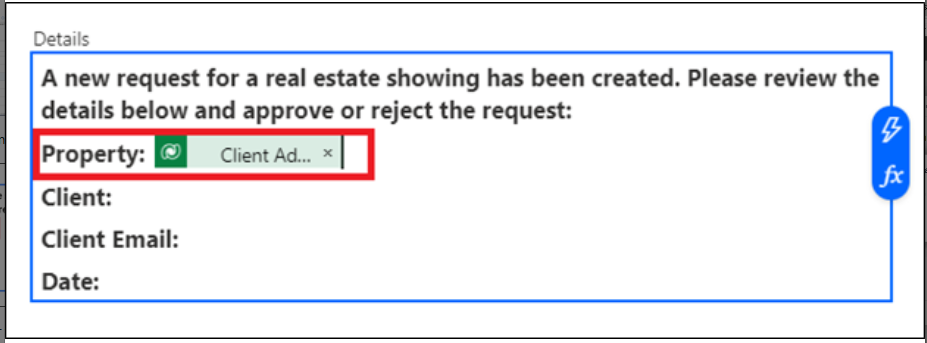 Details
A new request for a real estate showing has been created. Please review the
details below and approve or reject the request:
Property: Client Ad... ×
Client:
Client Email:
Date:
fx